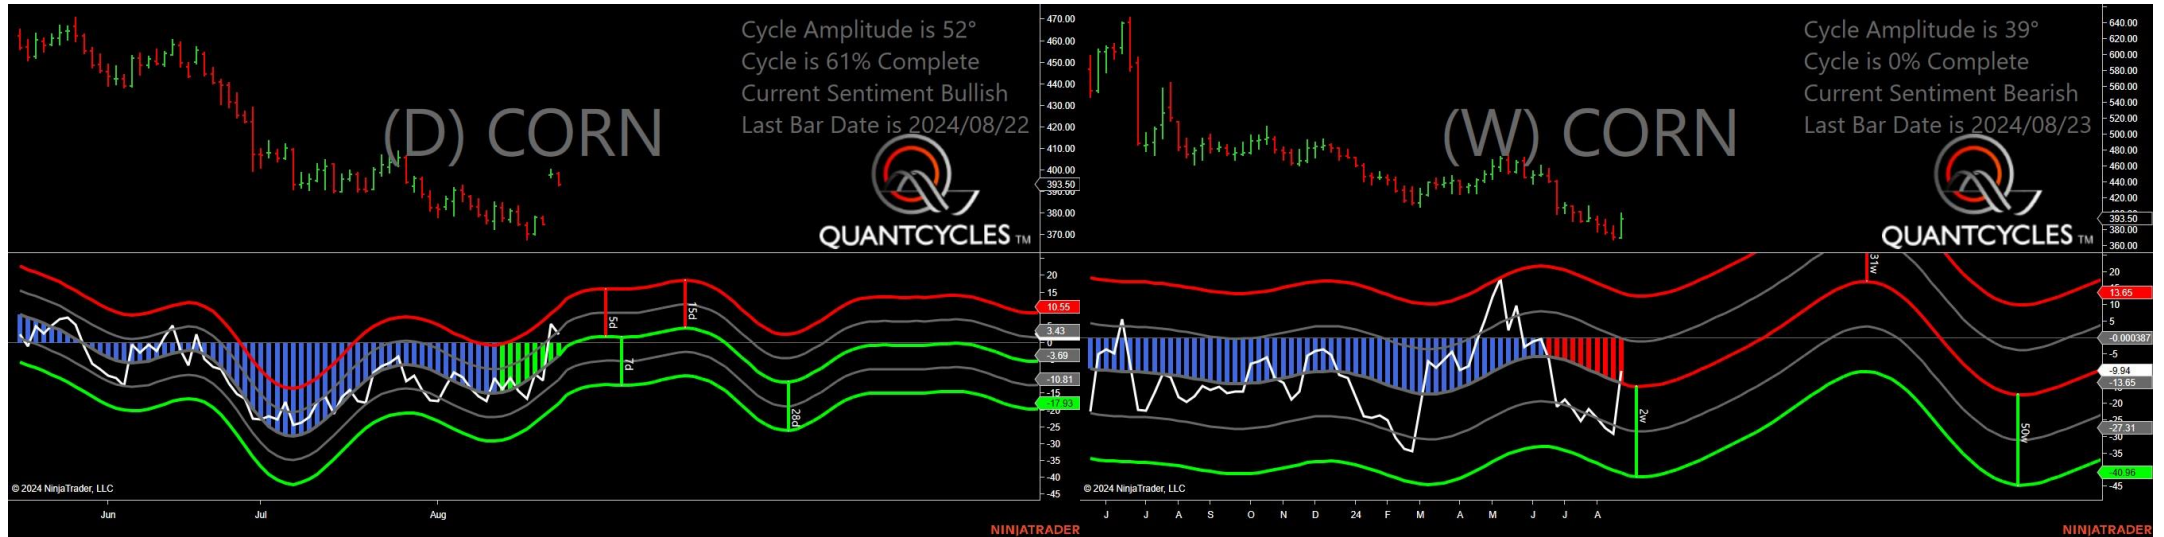 Cycle Amplitude is 52°
Cycle is 61% Complete
Current Sentiment Bullish
Last Bar Date is 2024/08/22
(D) CORN
QUANTCYCLES TM
470.00
460.00
450.00
440.00
430.00
420.00
410.00
400.00
393.50
390.00
380.00
370.00
5d
15d
7d
28d
20
15
10.55
3.43
0
-3.69
-10.81
-15
-17.93
-20
-25
-30
-35
-40
-45
© 2024 NinjaTrader, LLC
Jun
Jul
Aug
NINJATRADER
Cycle Amplitude is 39°
Cycle is 0% Complete
Current Sentiment Bearish
Last Bar Date is 2024/08/23
(W) CORN
QUANTCYCLES TM
640.00
620.00
600.00
580.00
560.00
540.00
520.00
500.00
480.00
460.00
440.00
420.00
393.50
380.00
360.00
31w
2w
50w
20
13.65
10
5
-0.000387
-5
-9.94
-13.65
-20
-27.31
-30
-35
-40.96
-45
© 2024 NinjaTrader, LLC
J
J
A
S
O
N
D
24
F
M
A
M
J
J
A
NINJATRADER